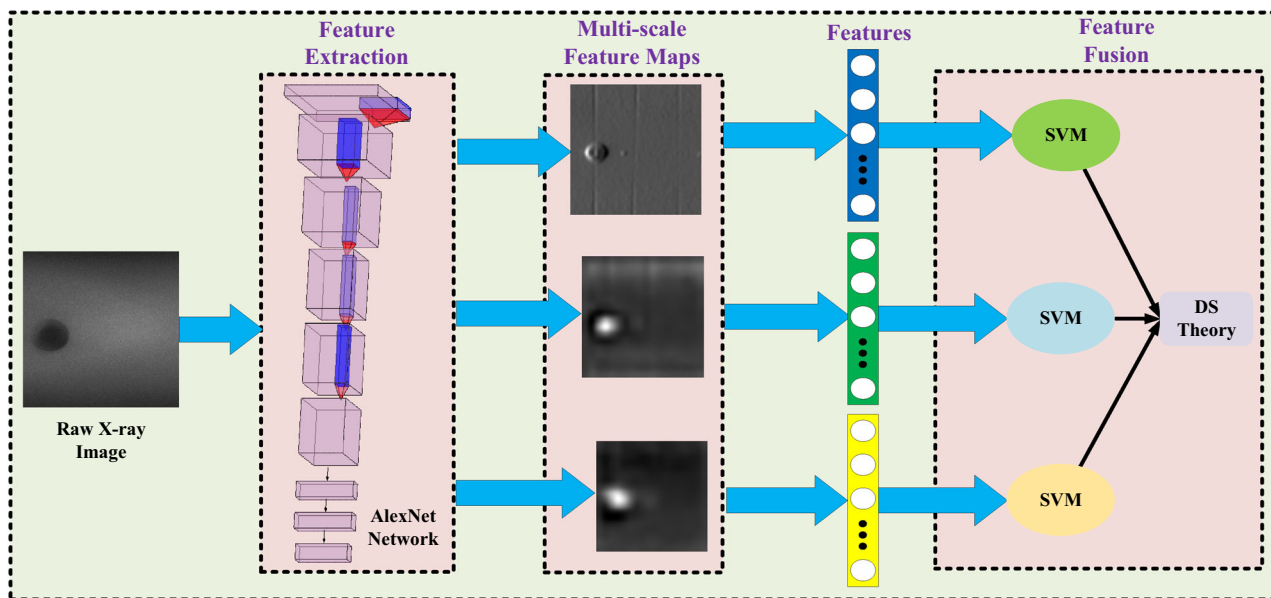 Feature
Extraction
Multi-scale
Feature Maps
Features
Feature
Fusion
Raw X-ray
Image
AlexNet
Network
SVM
SVM
SVM
DS
Theory